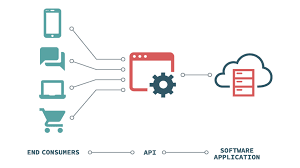 END CONSUMERS
API
SOFTWARE
APPLICATION